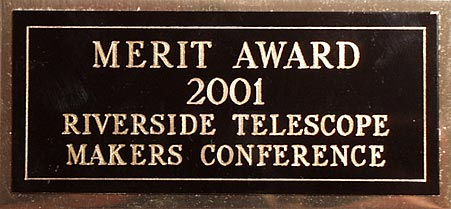 MERIT AWARD
2001
RIVERSIDE TELESCOPE
MAKERS CONFERENCE